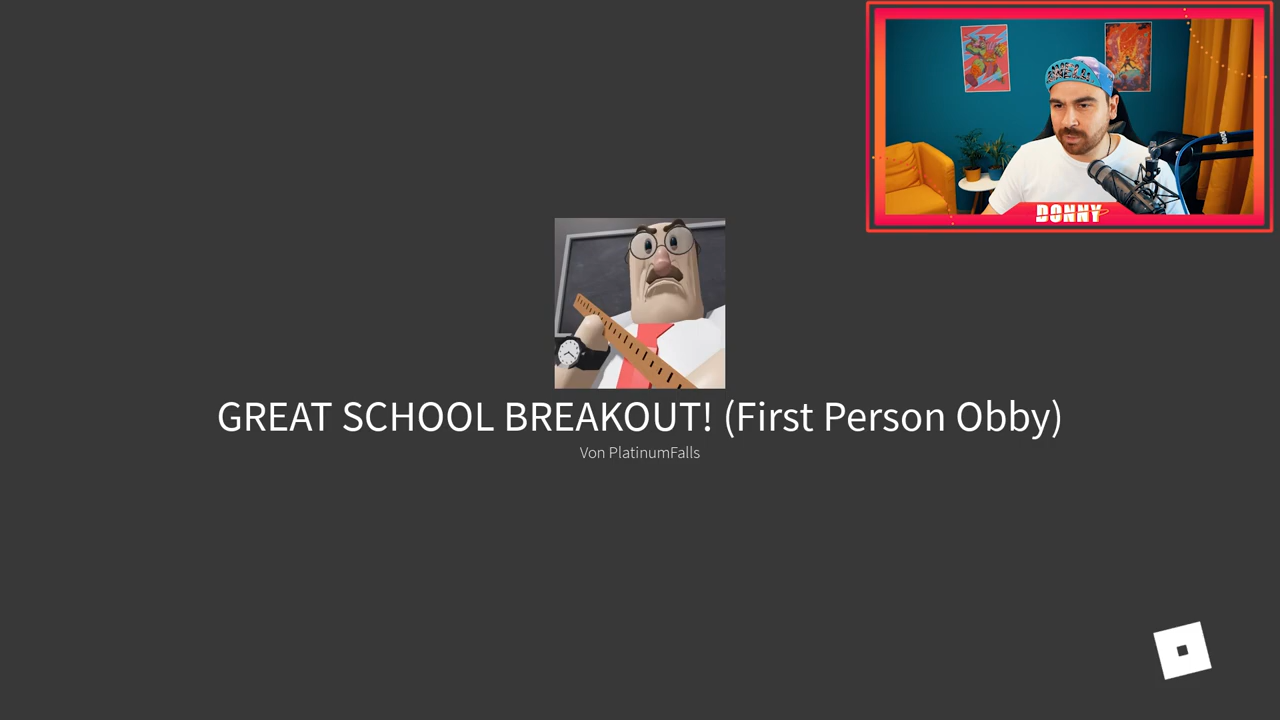 DONNY
GREAT SCHOOL BREAKOUT! (First Person Obby)
Von PlatinumFalls